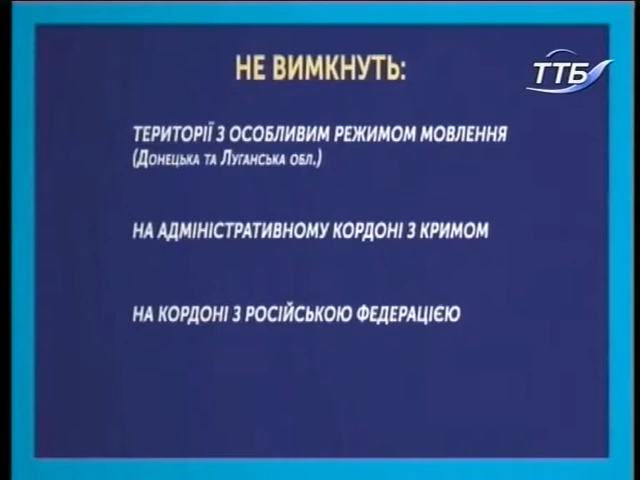 НЕ ВИМКНУТЬ:
ТТБ
ТЕРИТОРІЇ З ОСОБЛИВИМ РЕЖИМОМ МОВЛЕННЯ
(ДОНЕЦЬКА ТА ЛУГАНСЬКА ОБЛ.)
НА АДМІНІСТРАТИВНОМУ КОРДОНІ З КРИМОМ
НА КОРДОНІ З РОСІЙСЬКОЮ ФЕДЕРАЦІЄЮ